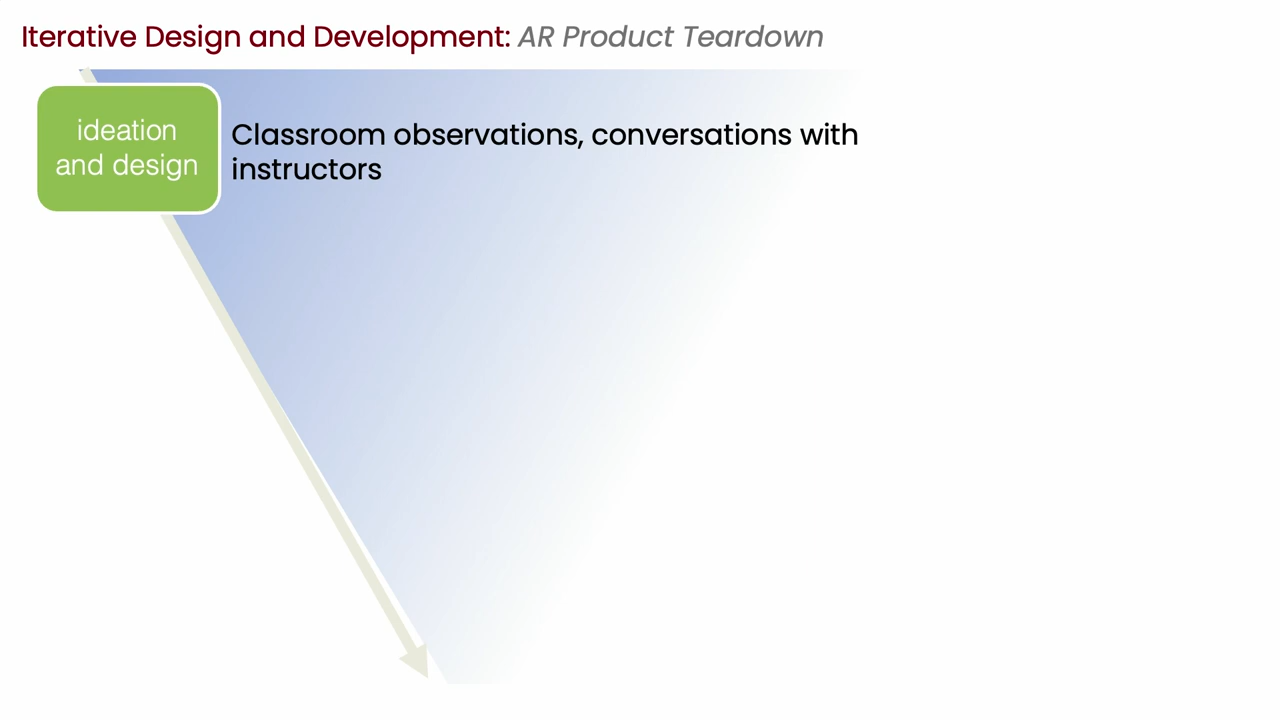 Iterative Design and Development: AR Product Teardown
ideation
and design
Classroom observations, conversations with
instructors